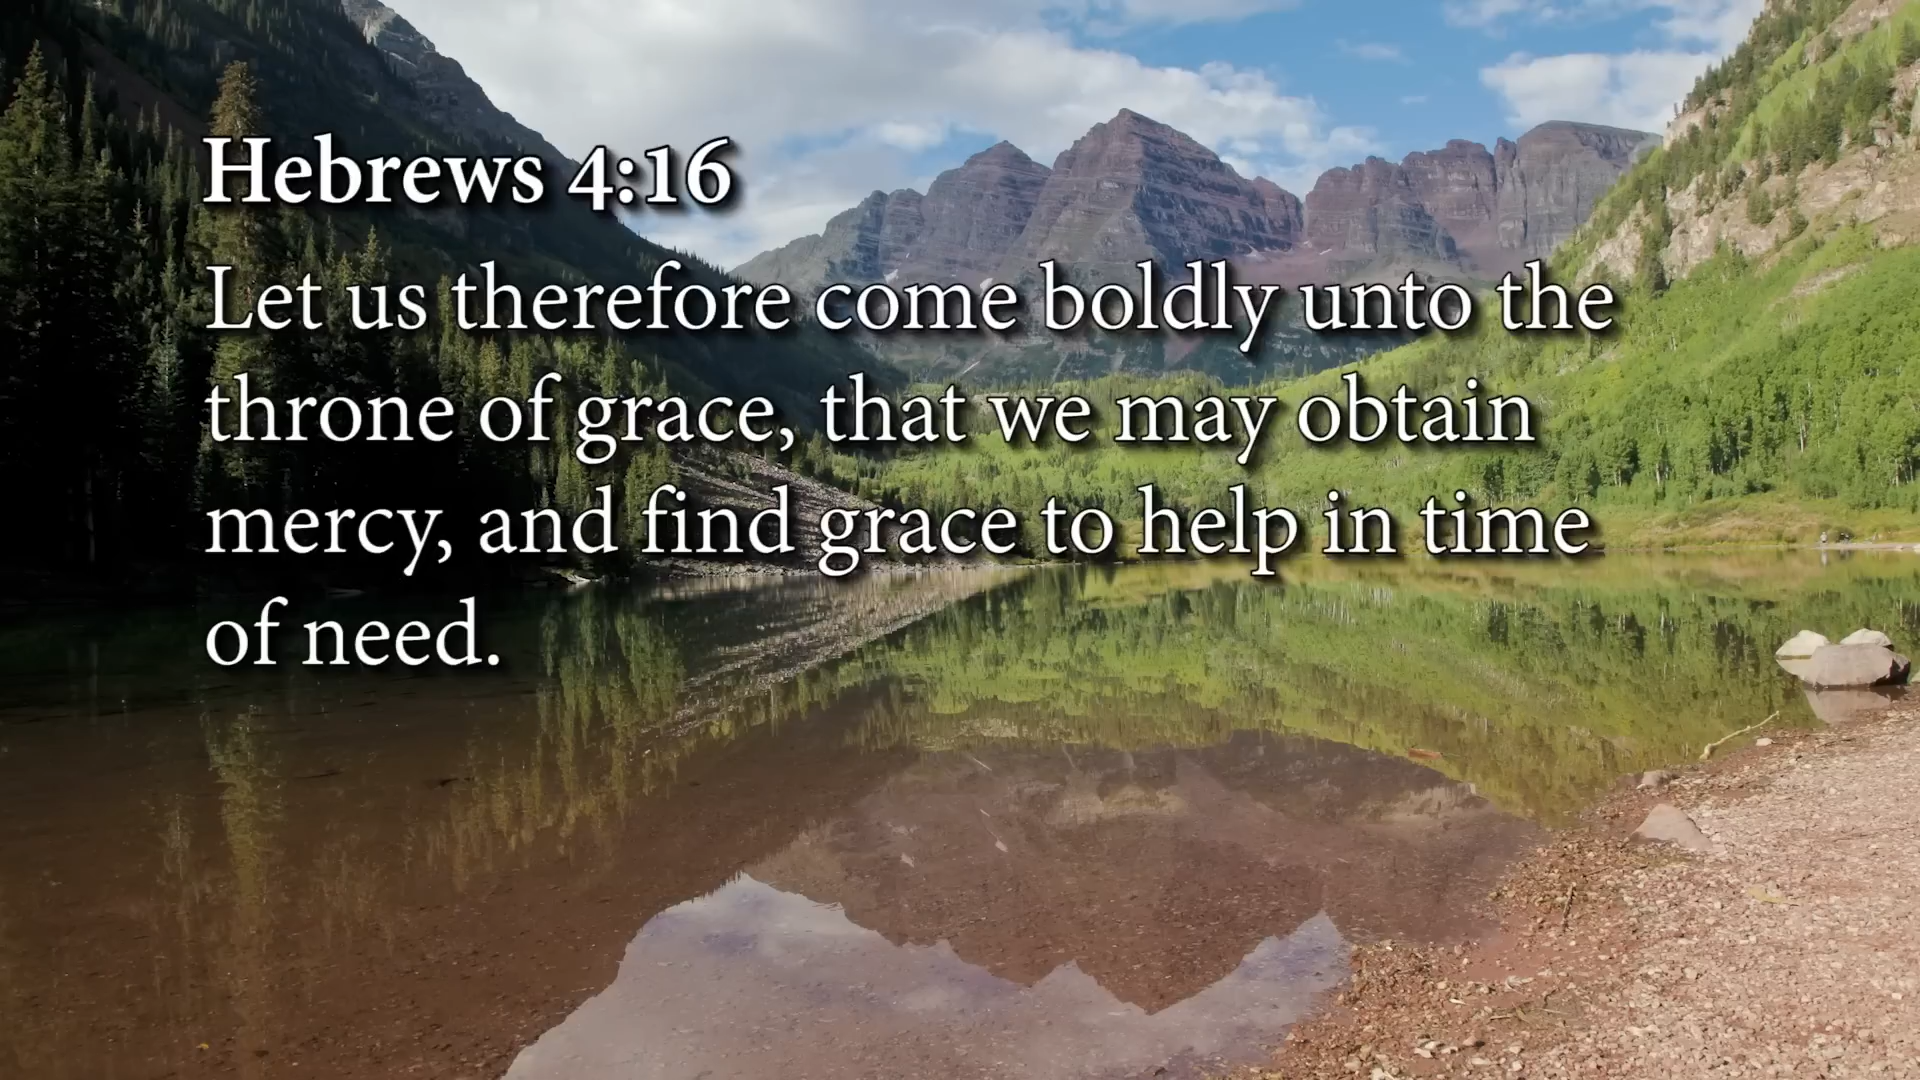 Hebrews 4:16
Let us therefore come boldly unto the
throne of grace, that we may obtain
mercy, and find grace to help in time
of need.